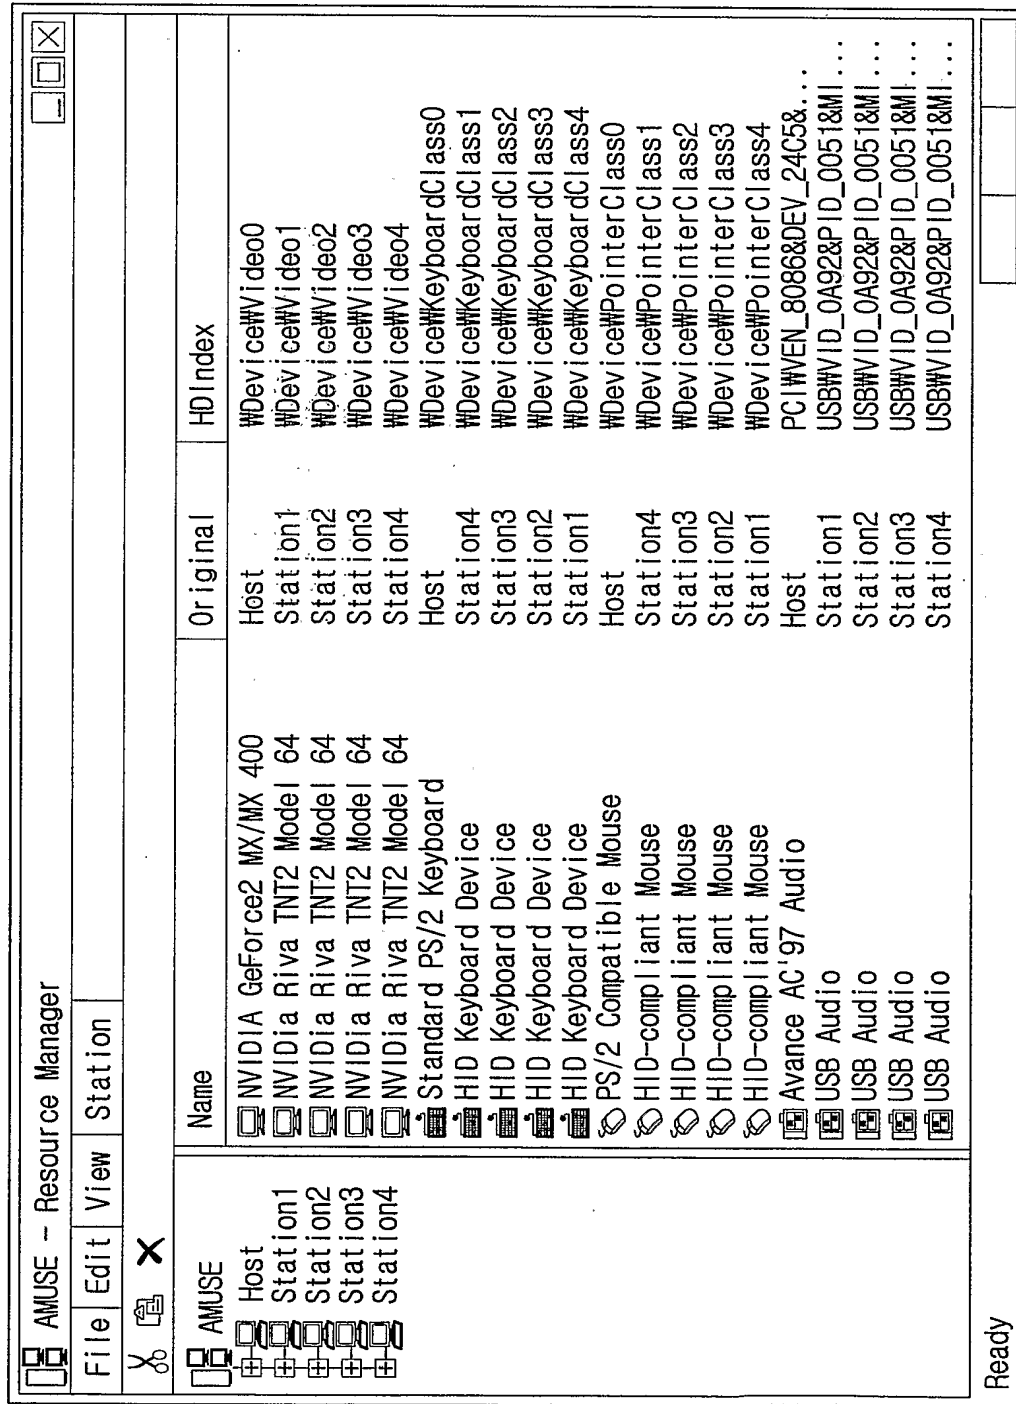 AMUSE - Resource Manager
File Edit View Station
AMUSE
Host
Station1
Station2
Station3
Station4
Name Original HDIndex
NVIDIA GeForce2 MX/MX 400 Host ₩Device₩Video0
NVIDIA Riva TNT2 Model 64 Station1 ₩Device₩Video1
NVIDIA Riva TNT2 Model 64 Station2 ₩Device₩Video2
NVIDIA Riva TNT2 Model 64 Station3 ₩Device₩Video3
NVIDIA Riva TNT2 Model 64 Station4 ₩Device₩Video4
Standard PS/2 Keyboard Host ₩Device₩KeyboardClass0
HID Keyboard Device Station4 ₩Device₩KeyboardClass1
HID Keyboard Device Station3 ₩Device₩KeyboardClass2
HID Keyboard Device Station2 ₩Device₩KeyboardClass3
HID Keyboard Device Station1 ₩Device₩KeyboardClass4
PS/2 Compatible Mouse Host ₩Device₩PointerClass0
HID-compliant Mouse Station4 ₩Device₩PointerClass1
HID-compliant Mouse Station3 ₩Device₩PointerClass2
HID-compliant Mouse Station2 ₩Device₩PointerClass3
HID-compliant Mouse Station1 ₩Device₩PointerClass4
Avance AC'97 Audio Host PCI₩VEN_8086&DEV_24C5&...
USB Audio Station1 USB₩VID_0A92&PID_0051&MI...
USB Audio Station2 USB₩VID_0A92&PID_0051&MI...
USB Audio Station3 USB₩VID_0A92&PID_0051&MI...
USB Audio Station4 USB₩VID_0A92&PID_0051&MI...
Ready